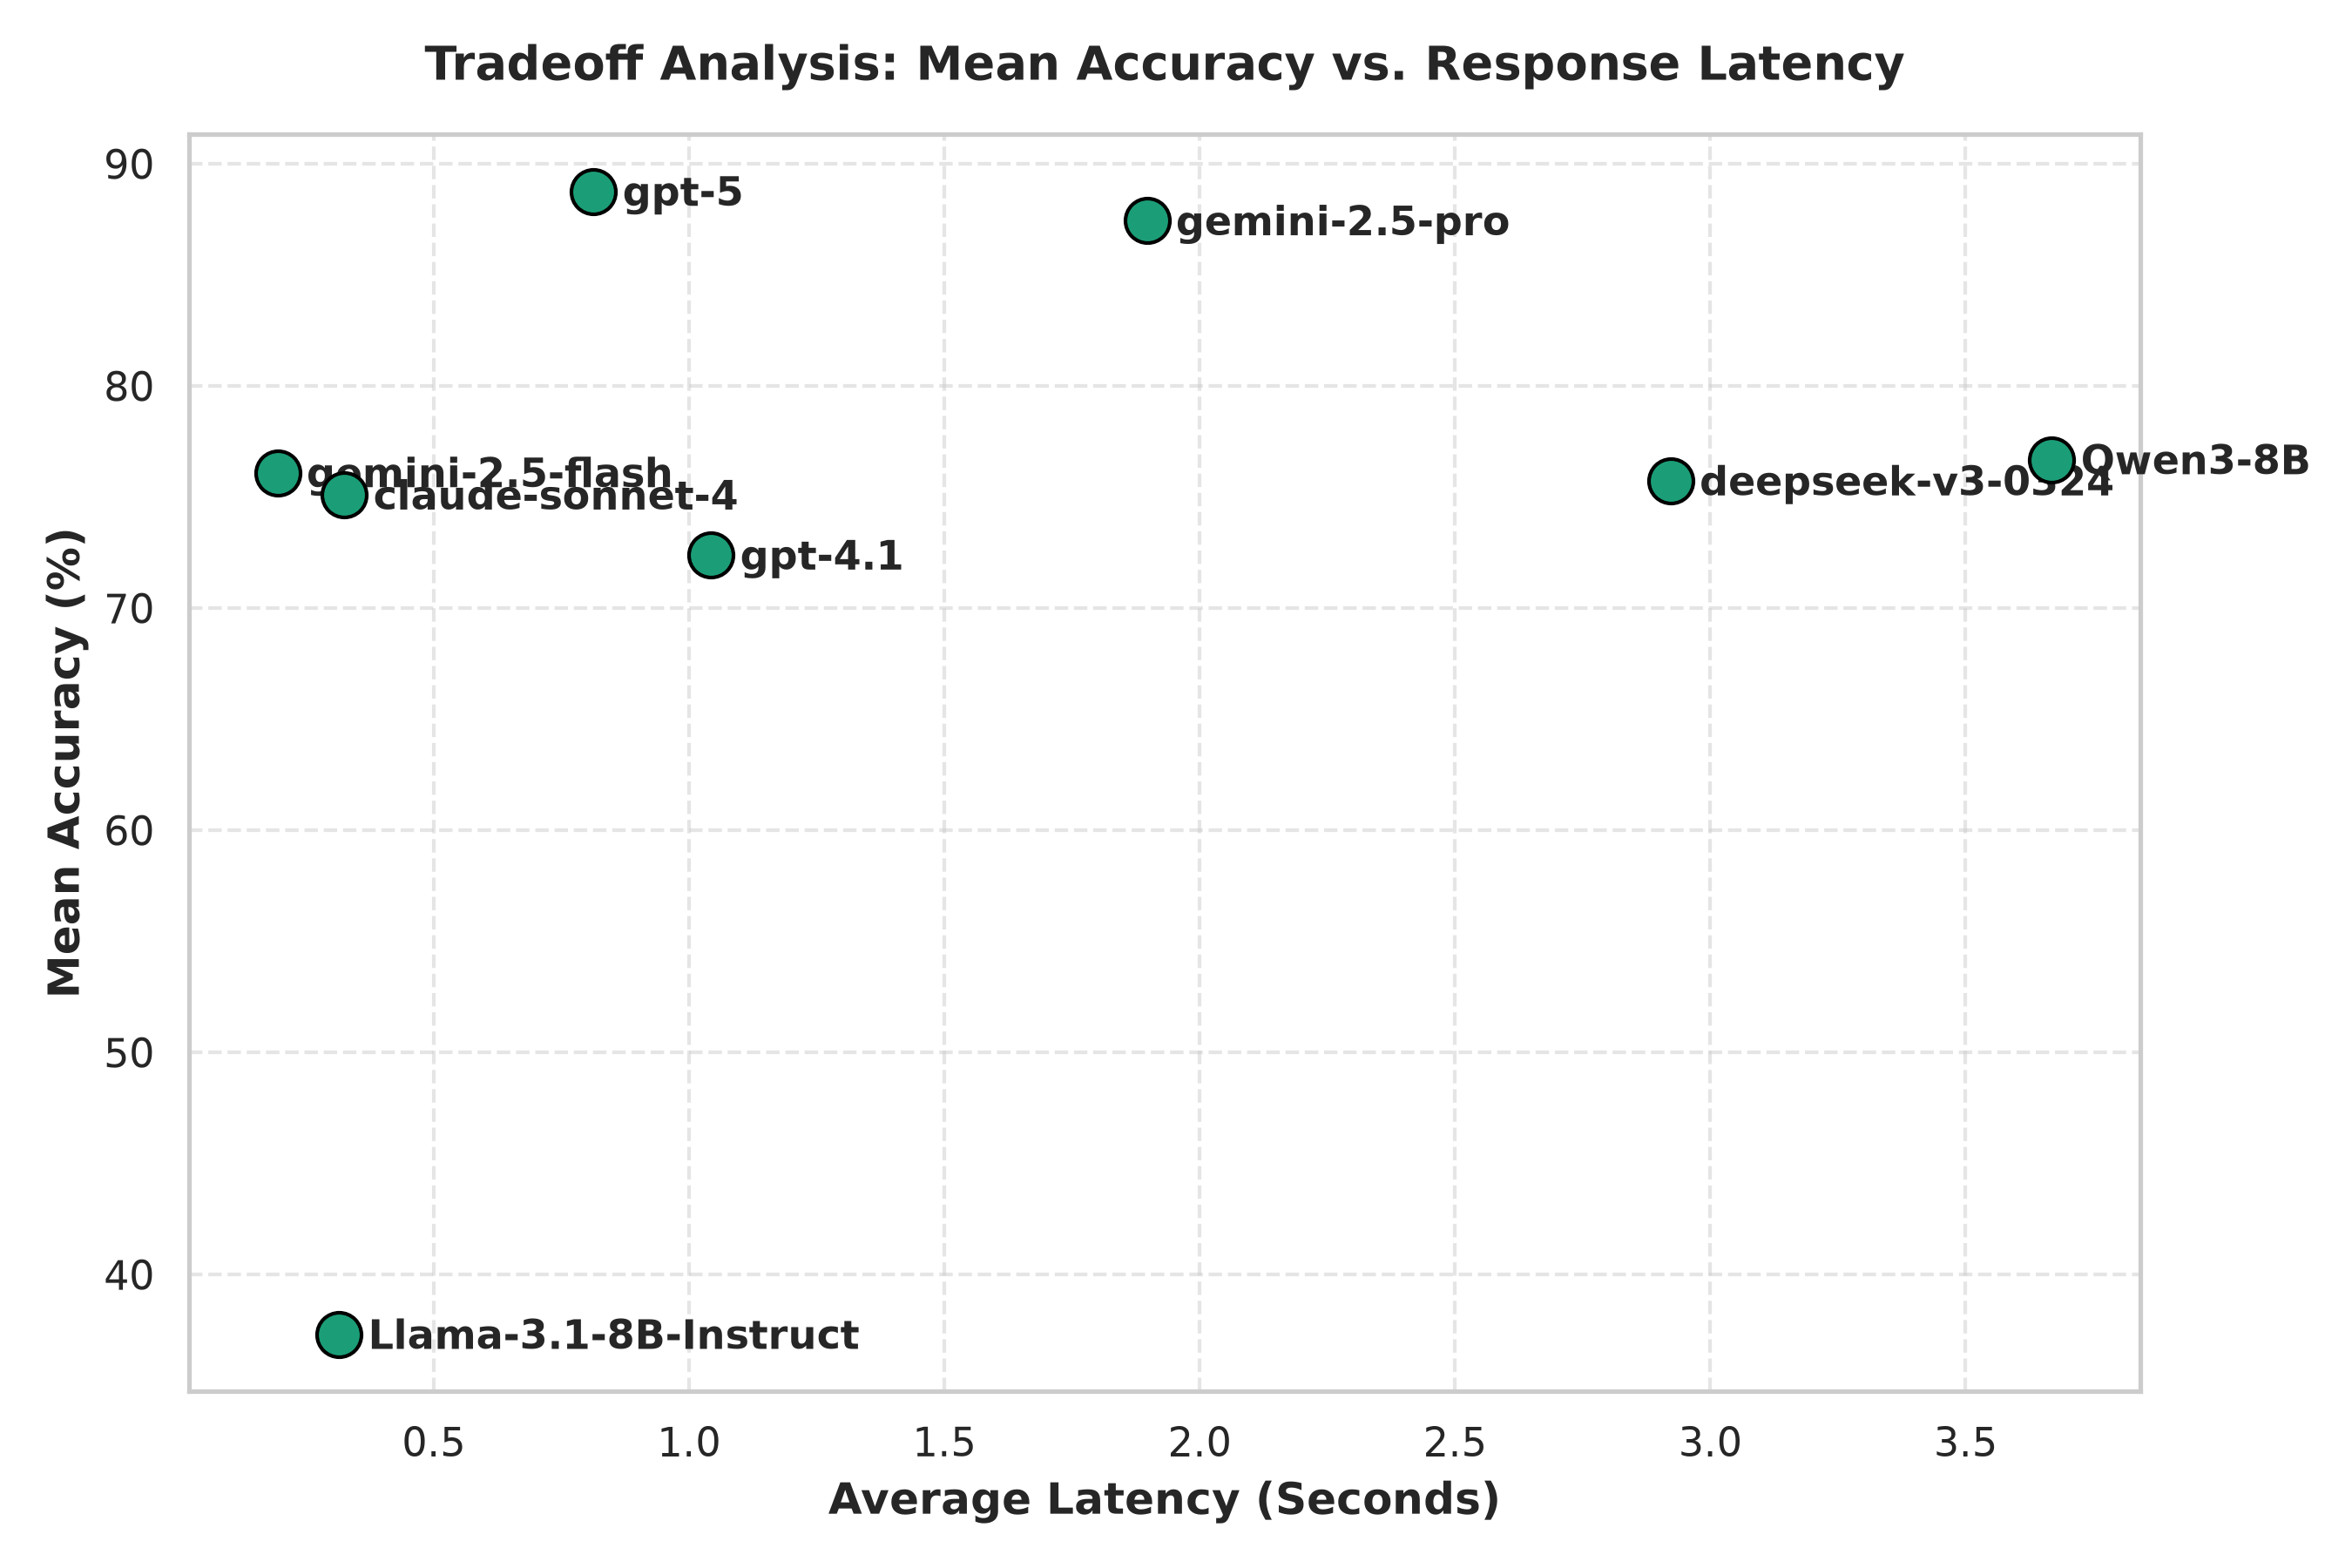 Tradeoff Analysis: Mean Accuracy vs. Response Latency
Mean Accuracy (%)
90
80
70
60
50
40
gpt-5
gemini-2.5-pro
gemini-2.5-flash
claude-sonnet-4
deepseek-v3-0324
Qwen3-8B
gpt-4.1
Llama-3.1-8B-Instruct
0.5 1.0 1.5 2.0 2.5 3.0 3.5
Average Latency (Seconds)